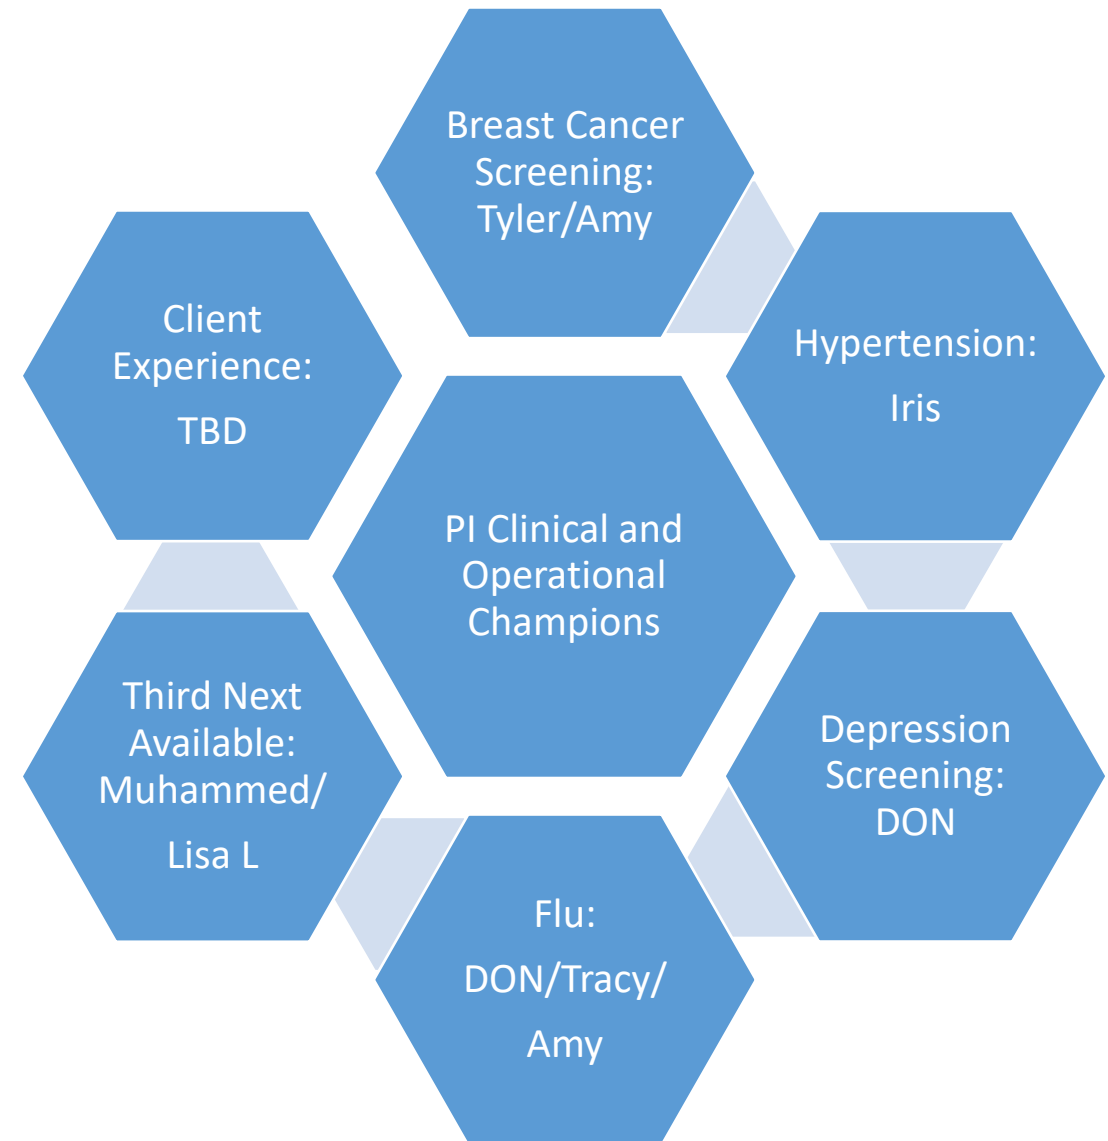 Breast Cancer
Screening:
Tyler/Amy
Client
Experience:
TBD
Hypertension:
Iris
PI Clinical and
Operational
Champions
Third Next
Available:
Muhammed/
Lisa L
Depression
Screening:
DON
Flu:
DON/Tracy/
Amy